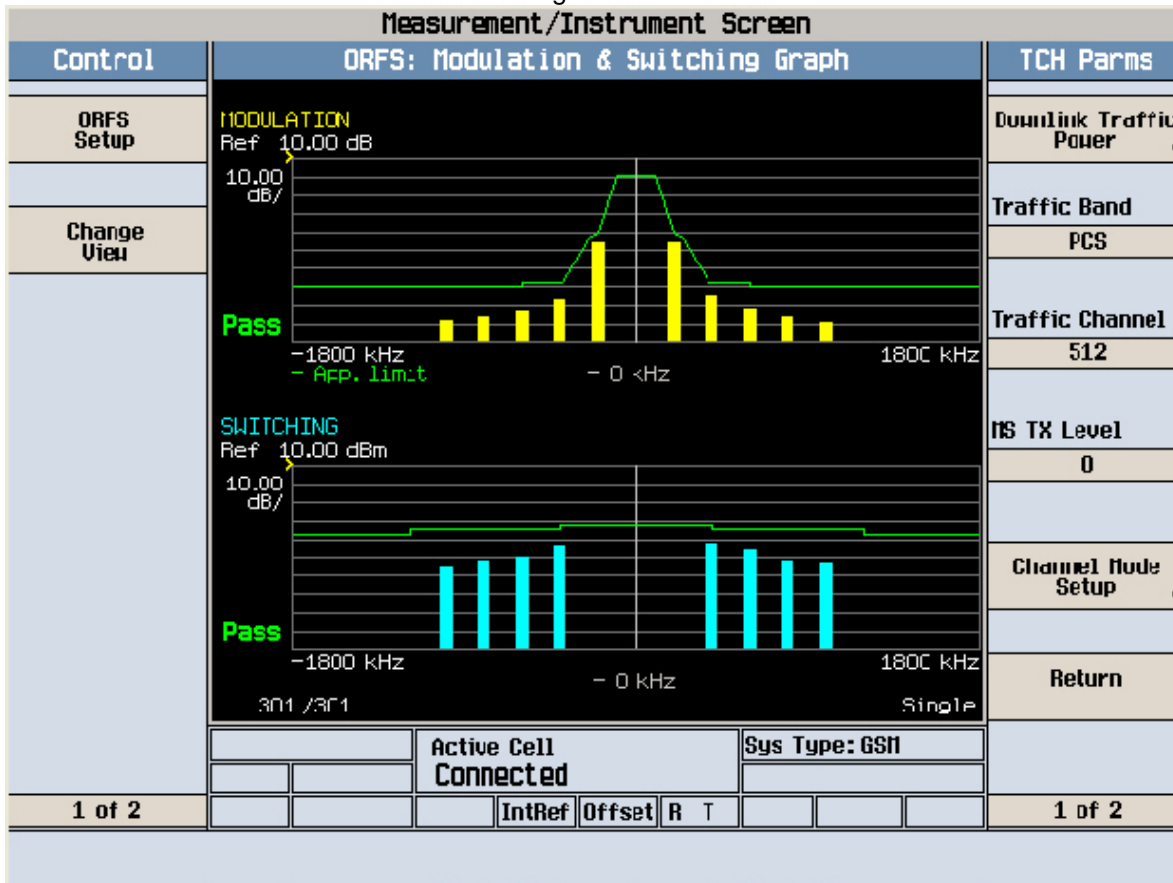 Measurement/Instrument Screen
Control
ORFS: Modulation & Switching Graph
TCH Parms
ORFS
Setup
Change
View
1 of 2
MODULATION
Ref 10.00 dB
10.00
dB/
Pass
-1800 kHz
1800 kHz
- App. limit
- 0 kHz
SWITCHING
Ref 10.00 dBm
10.00
dB/
Pass
-1800 kHz
1800 kHz
- 0 kHz
301 /301
Single
Active Cell
Connected
Sys Type: GSM
IntRef
Offset
R T
Downlink Traffic
Power
Traffic Band
PCS
Traffic Channel
512
MS TX Level
0
Channel Mode
Setup
Return
1 of 2